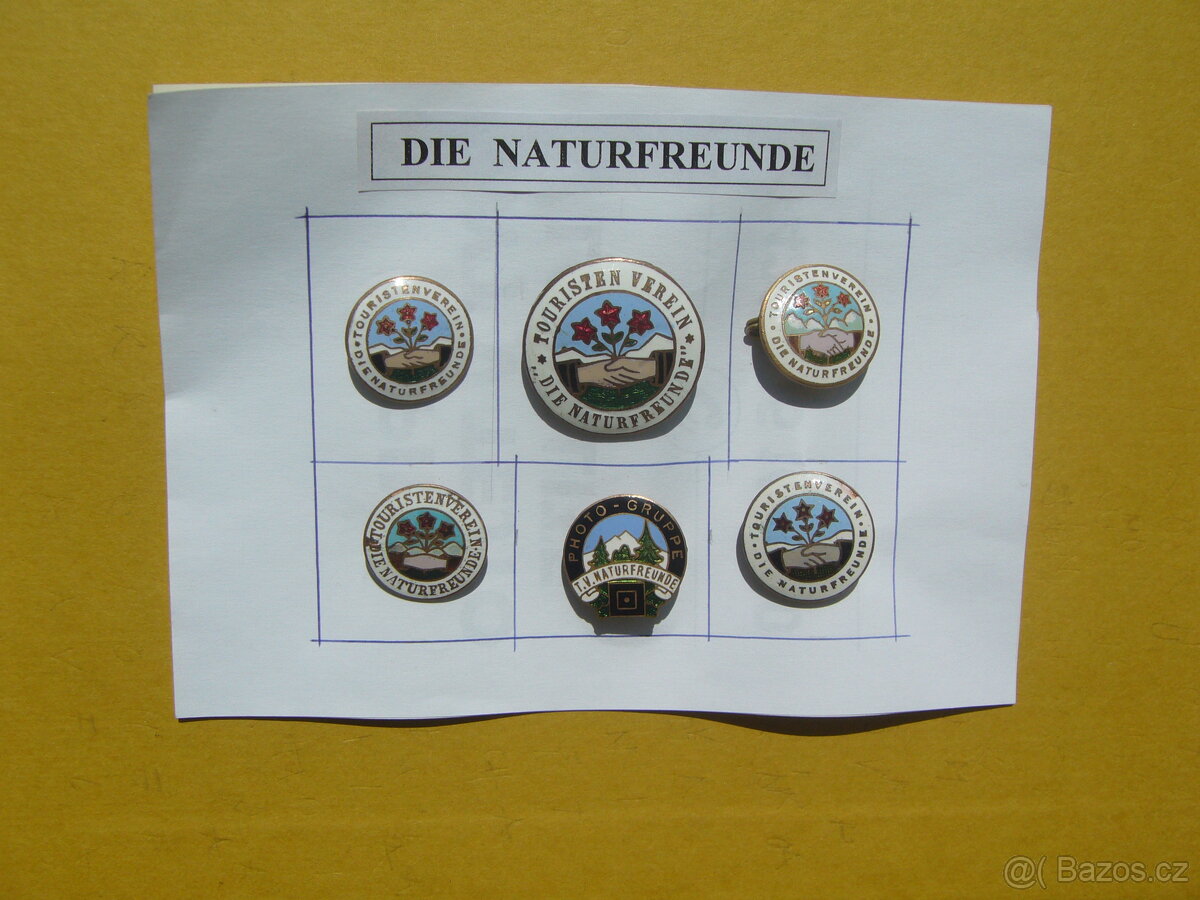 DIE NATURFREUNDE
TOURISTENVEREIN
• DIE NATURFREUNDE •
TOURISTEN VEREIN
* „DIE NATURFREUNDE" *
TOURISTENVEREIN
• DIE NATURFREUNDE •
TOURISTENVEREIN
• DIE NATURFREUNDE •
PHOTO - GRUPPE
T.V. NATURFREUNDE
TOURISTENVEREIN
• DIE NATURFREUNDE •
@( Bazos.cz